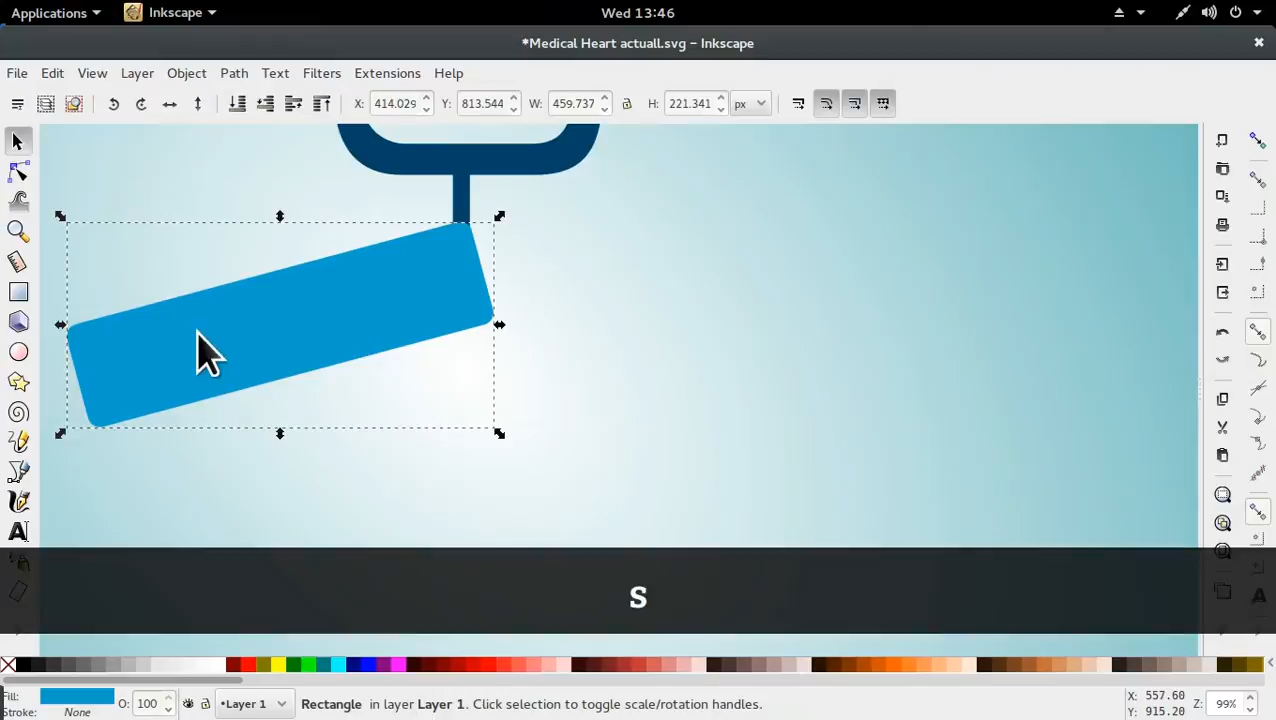 Applications Inkscape Wed 13:46
*Medical Heart actuall.svg – Inkscape
File Edit View Layer Object Path Text Filters Extensions Help
X: 414.029 Y: 813.544 W: 459.737 H: 221.341 px
S
Fill: O: 100 •Layer 1 Rectangle in layer Layer 1. Click selection to toggle scale/rotation handles. X: 557.60 Z: 99%
Stroke: None Y: 915.20